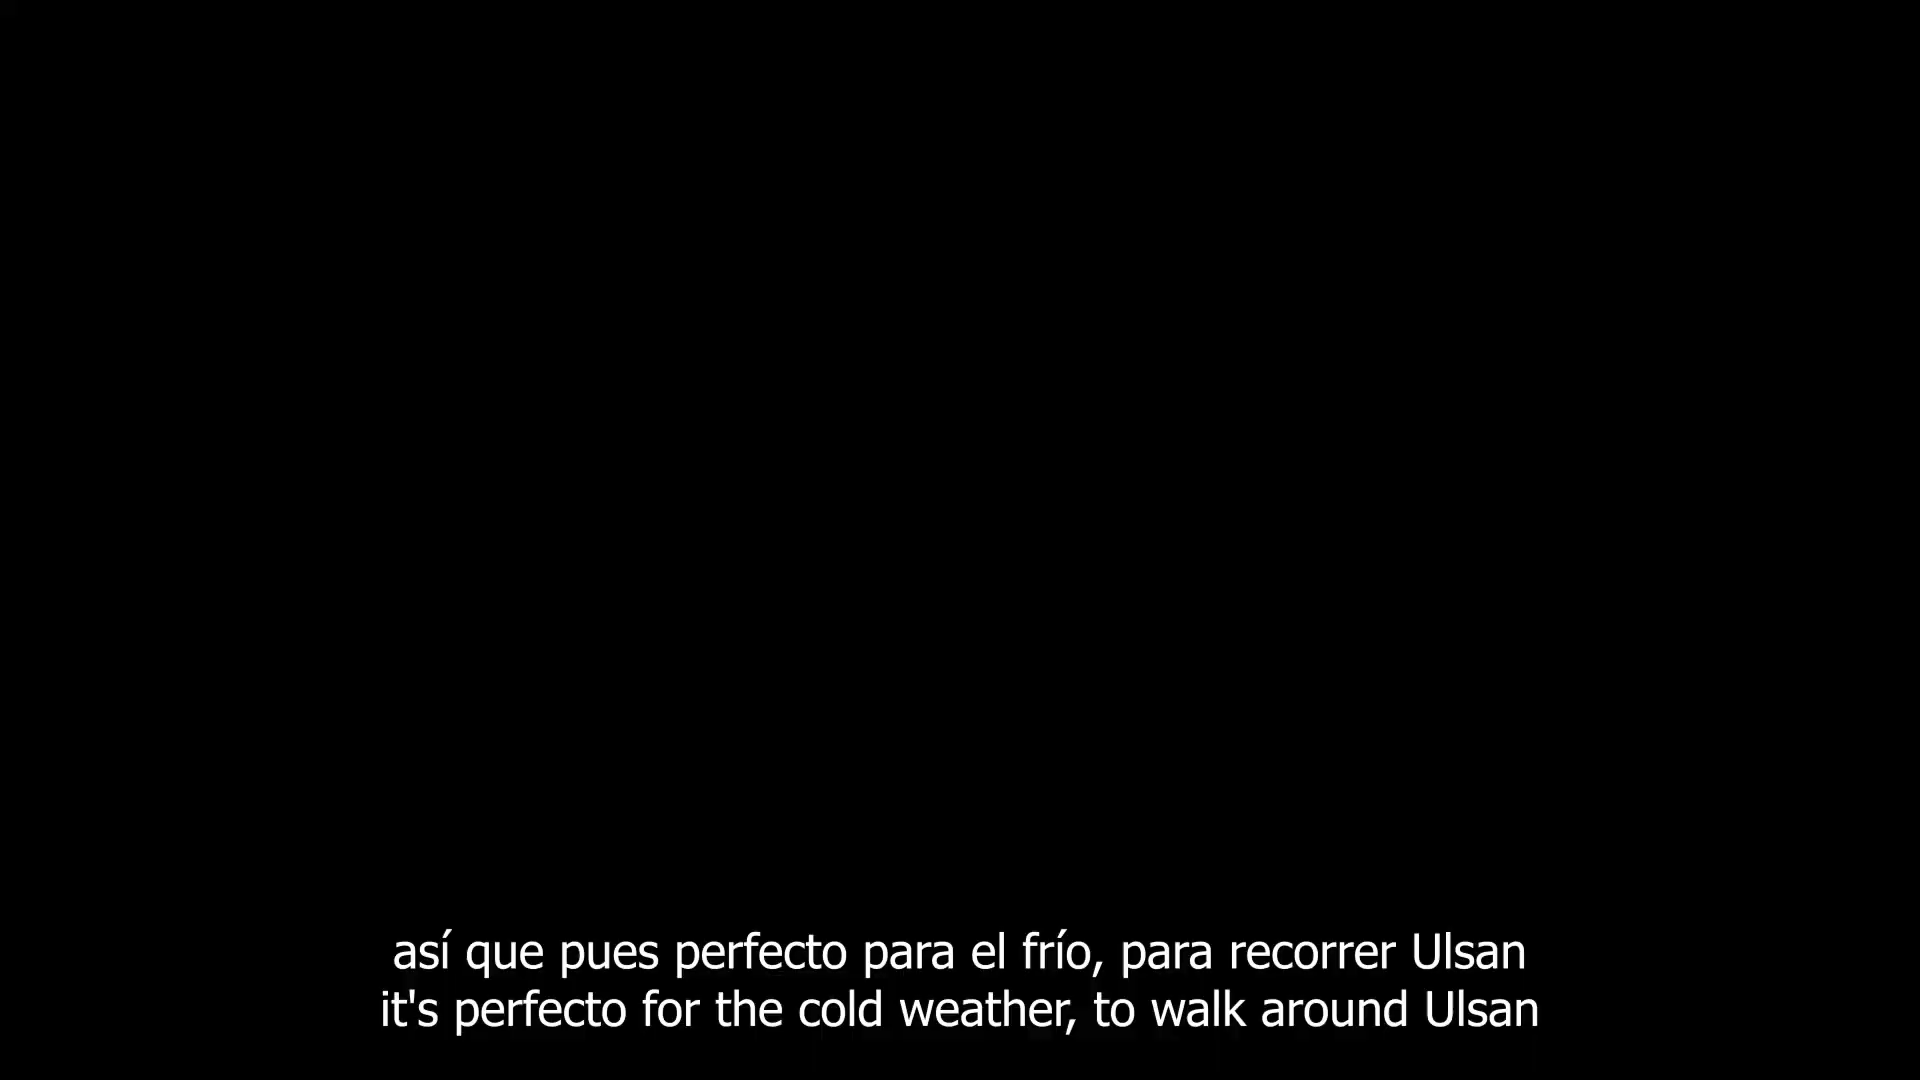 así que pues perfecto para el frío, para recorrer Ulsan
it's perfecto for the cold weather, to walk around Ulsan